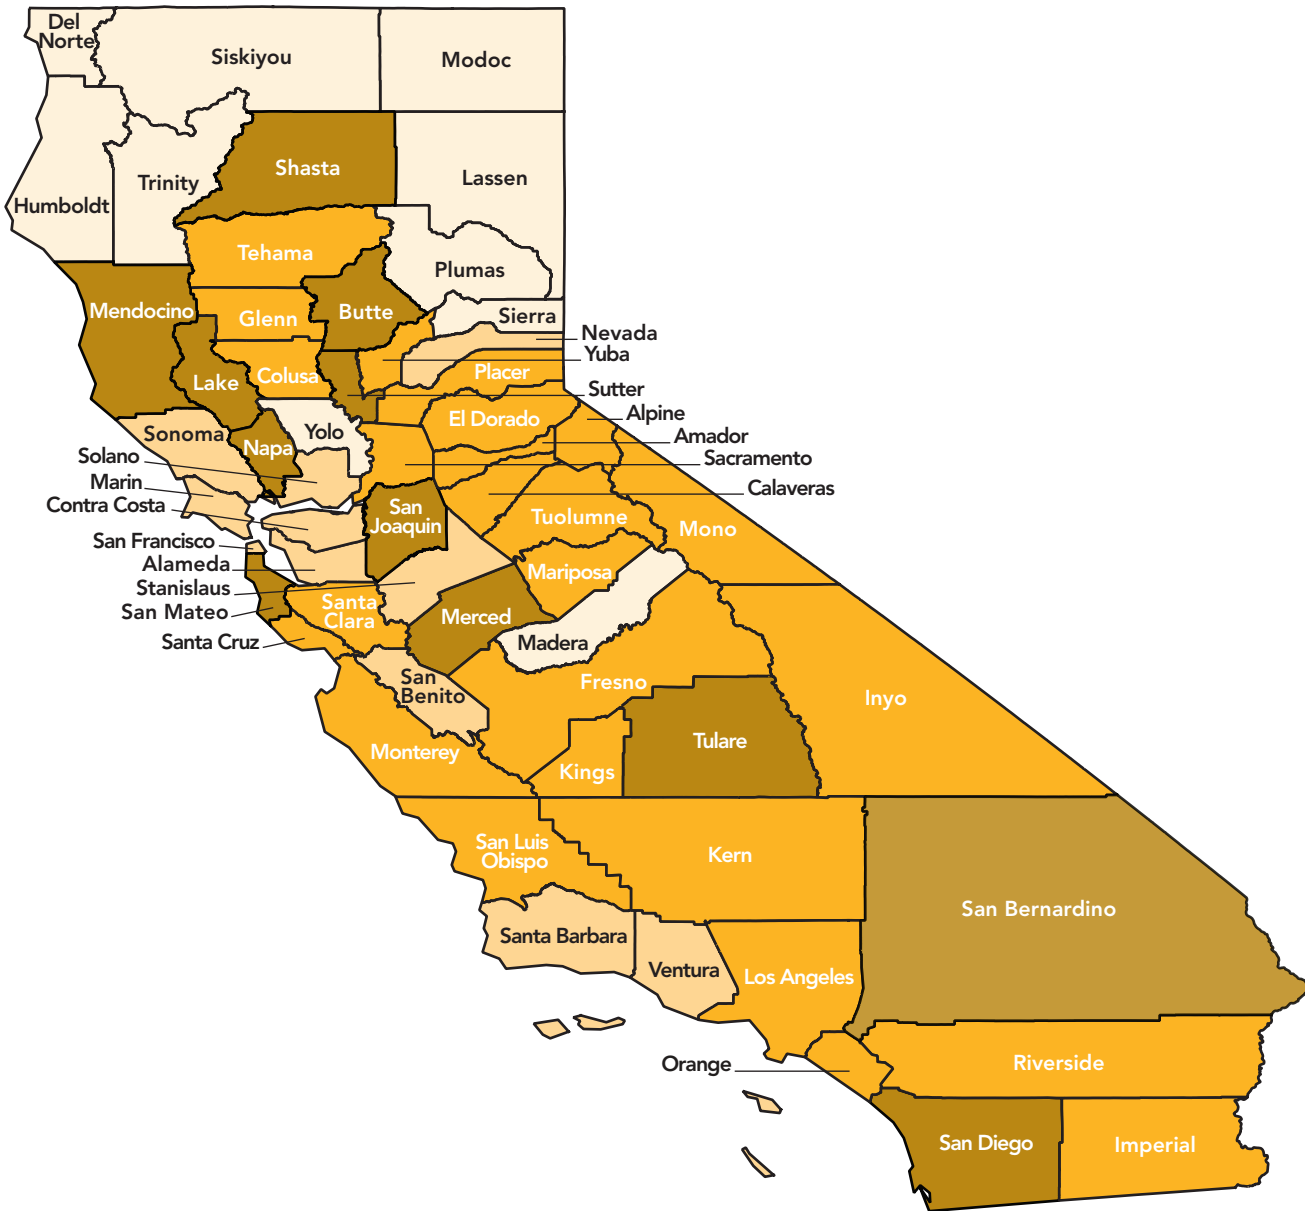 Del
Norte
Siskiyou
Modoc
Shasta
Trinity
Lassen
Humboldt
Tehama
Plumas
Mendocino
Glenn
Butte
Sierra
Nevada
Yuba
Placer
Colusa
Lake
Sutter
Alpine
El Dorado
Amador
Sonoma
Yolo
Napa
Solano
Sacramento
Marin
Calaveras
Contra Costa
San
Joaquin
Tuolumne
Mono
San Francisco
Alameda
Mariposa
Stanislaus
San Mateo
Santa
Clara
Merced
Santa Cruz
Madera
San
Benito
Fresno
Inyo
Monterey
Tulare
Kings
San Luis
Obispo
Kern
San Bernardino
Santa Barbara
Ventura
Los Angeles
Orange
Riverside
San Diego
Imperial